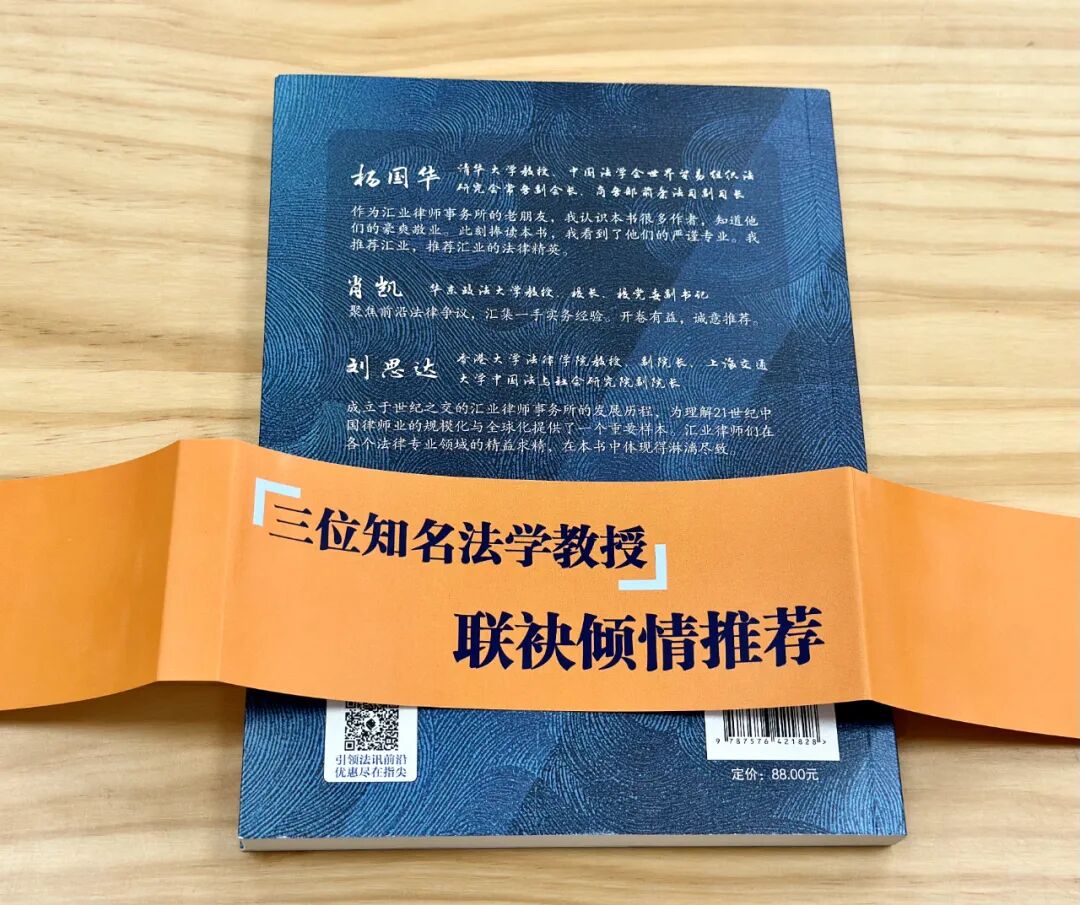 杨国华 清华大学教授、中国法学会世界贸易组织法
研究会常务副会长、商务部前条法司副司长
作为汇业律师事务所的老朋友，我认识本书很多作者，知道他
们的豪爽敬业。此刻捧读本书，我看到了他们的严谨专业。我
推荐汇业，推荐汇业的法律精英。
肖凯 华东政法大学教授、校长、校党委副书记
聚焦前沿法律争议，汇集一手实务经验。开卷有益，诚意推荐。
刘思达 香港大学法律学院教授、副院长、上海交通
大学中国法与社会研究院副院长
成立于世纪之交的汇业律师事务所的发展历程，为理解21世纪中
国律师业的规模化与全球化提供了一个重要样本。汇业律师们在
各个法律专业领域的精益求精，在本书中体现得淋漓尽致。
「三位知名法学教授」
联袂倾情推荐
引领法讯前沿
优惠尽在指尖
9 787576 421828 >
定价：88.00元